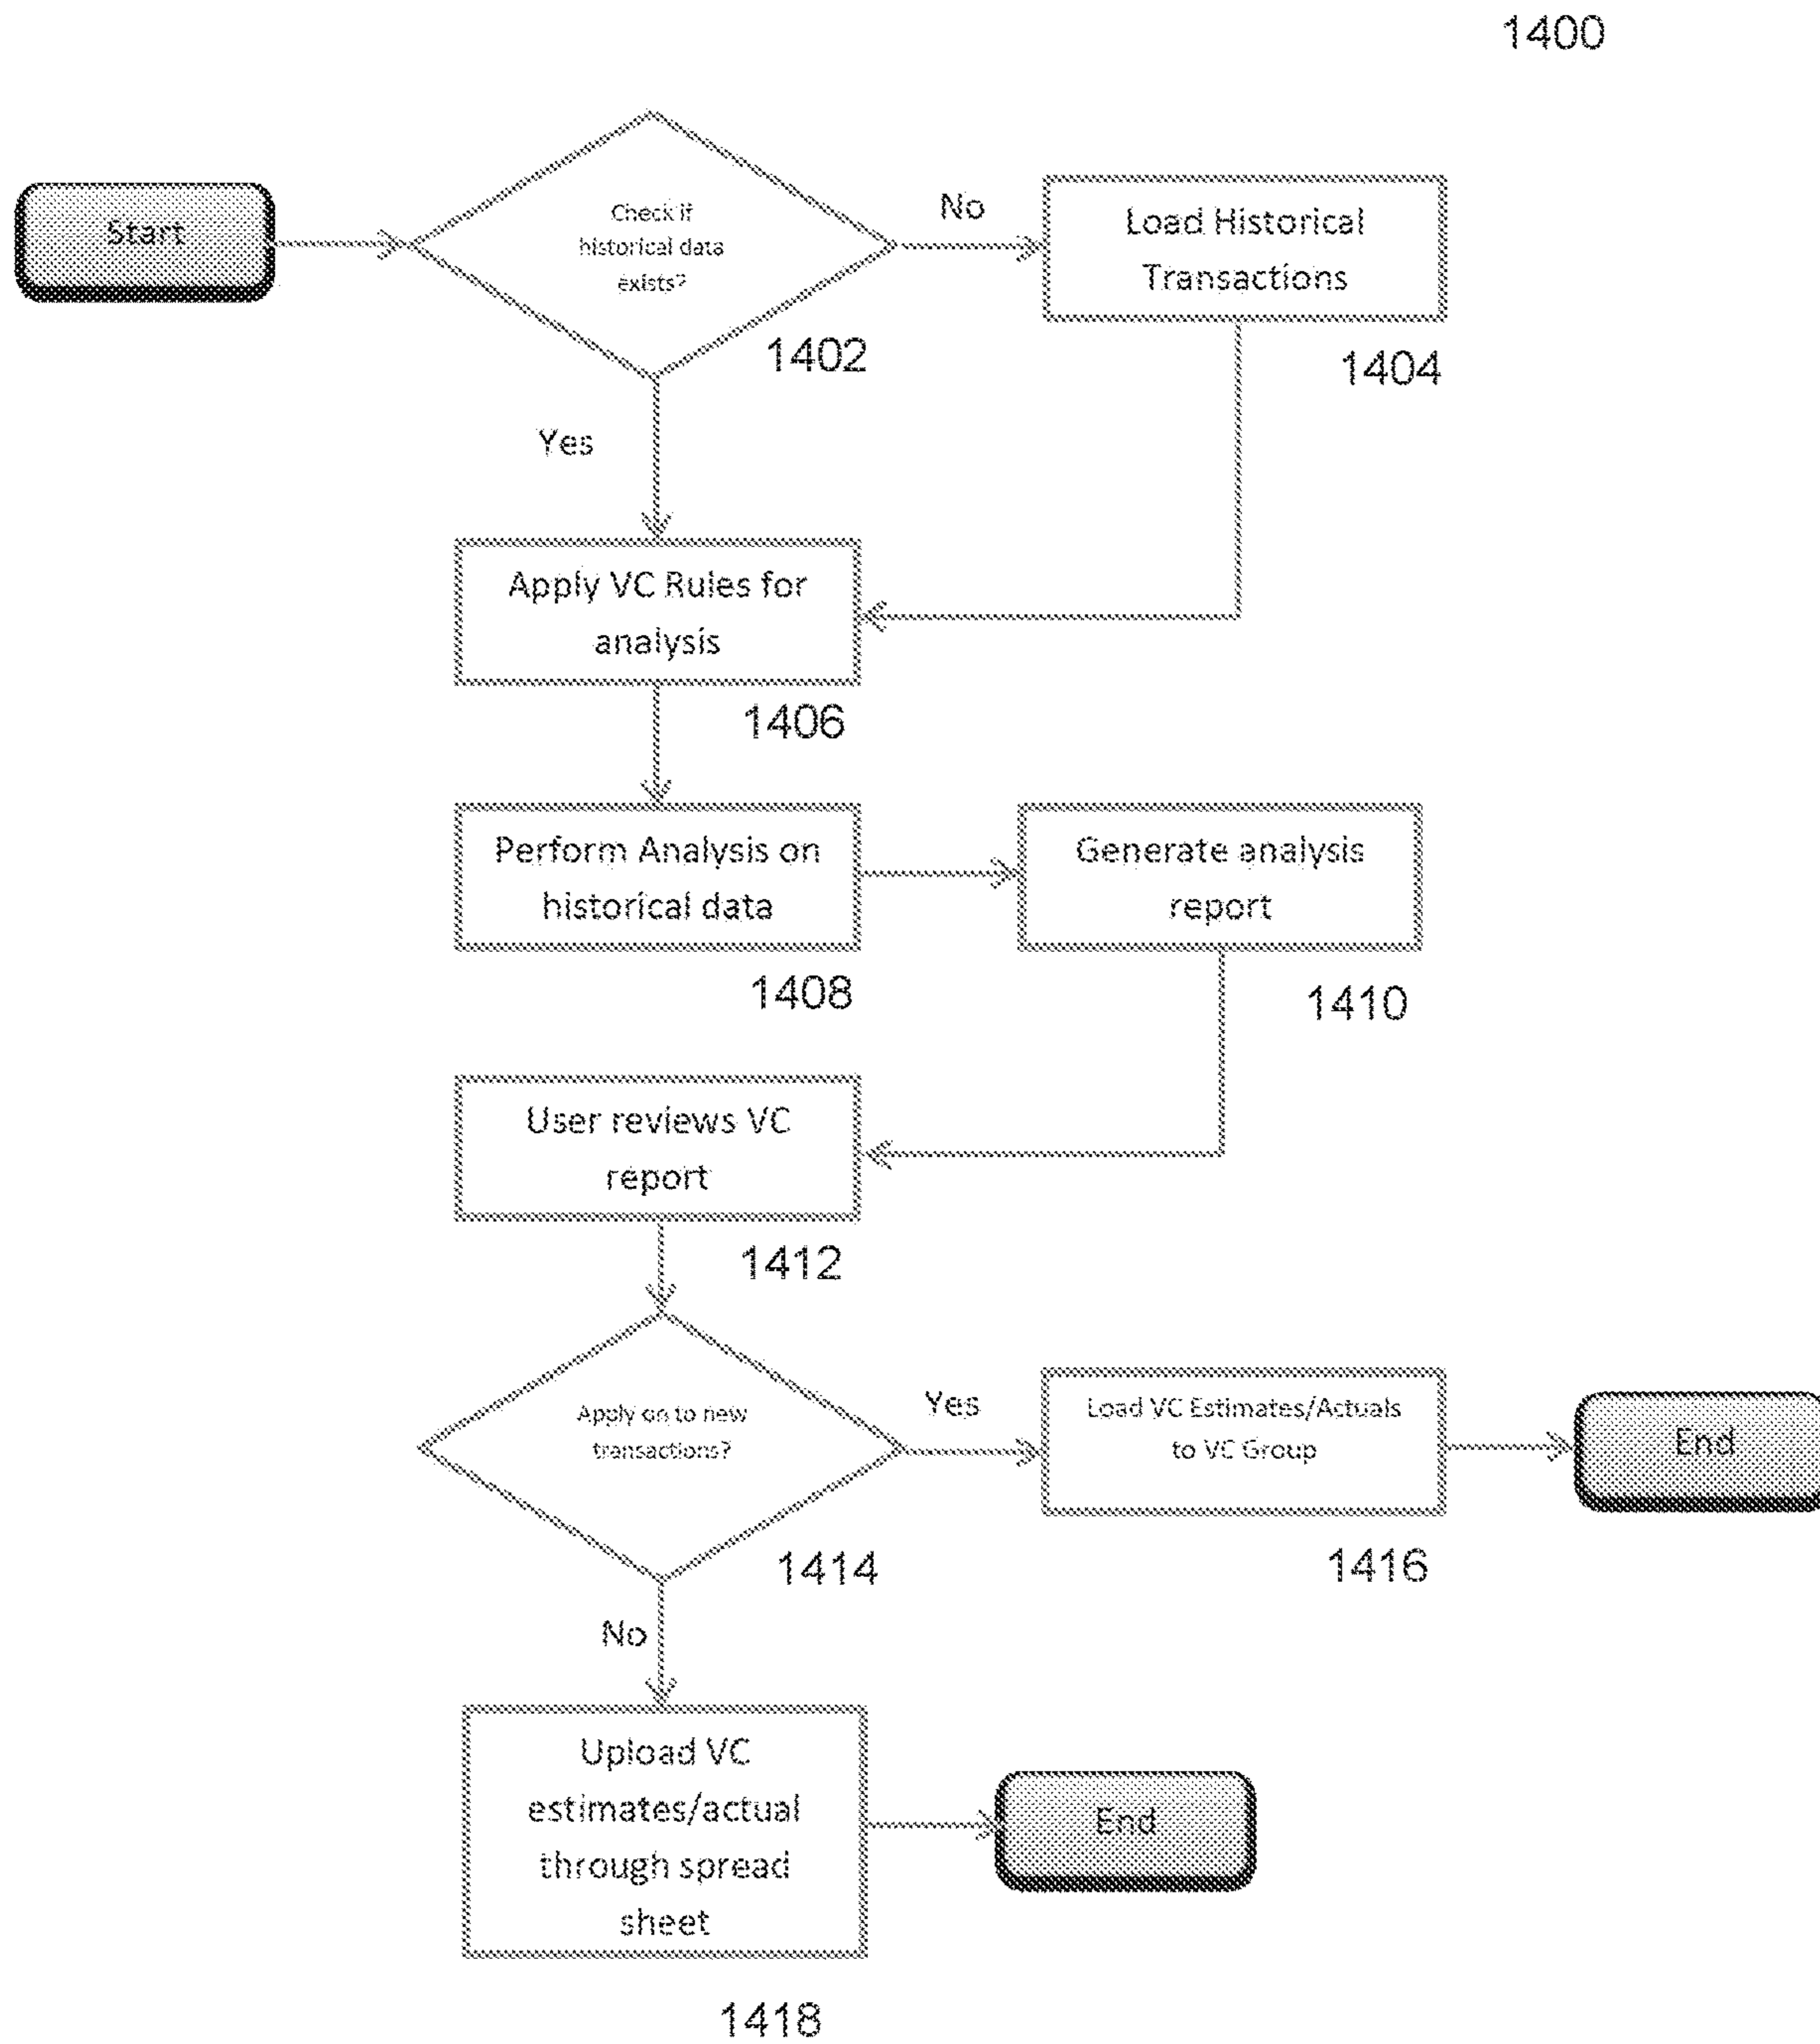 1400
Start
Check if
historical data
exists?
1402
No
Load Historical
Transactions
1404
Yes
Apply VC Rules for
analysis
1406
Perform Analysis on
historical data
1408
Generate analysis
report
1410
User reviews VC
report
1412
Apply on to new
transactions?
1414
Yes
Load VC Estimates/Actuals
to VC Group
1416
End
No
Upload VC
estimates/actual
through spread
sheet
1418
End